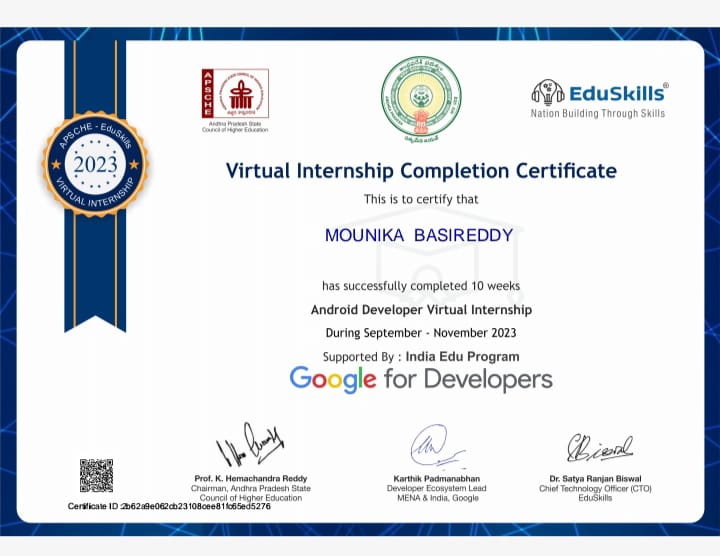 APSCHE
Andhra Pradesh State
Council of Higher Education
EduSkills®
Nation Building Through Skills
APSCHE - EduSkills
2023
VIRTUAL INTERNSHIP
Virtual Internship Completion Certificate
This is to certify that
MOUNIKA BASIREDDY
has successfully completed 10 weeks
Android Developer Virtual Internship
During September - November 2023
Supported By : India Edu Program
Google for Developers
Prof. K. Hemachandra Reddy
Chairman, Andhra Pradesh State
Council of Higher Education
Karthik Padmanabhan
Developer Ecosystem Lead
MENA & India, Google
Dr. Satya Ranjan Biswal
Chief Technology Officer (CTO)
EduSkills
Certificate ID :2b62a9e062cb23108cee81fc65ed5276